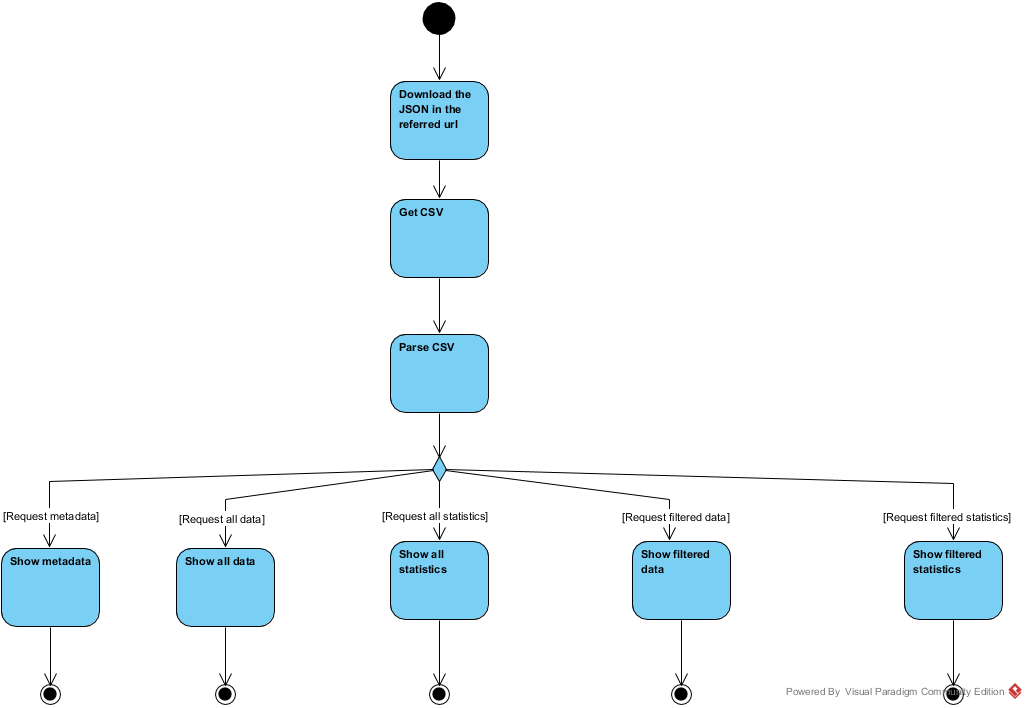 Download the
JSON in the
referred url
Get CSV
Parse CSV
[Request metadata]
[Request all data]
[Request all statistics]
[Request filtered data]
[Request filtered statistics]
Show metadata
Show all data
Show all
statistics
Show filtered
data
Show filtered
statistics
Powered By Visual Paradigm Community Edition